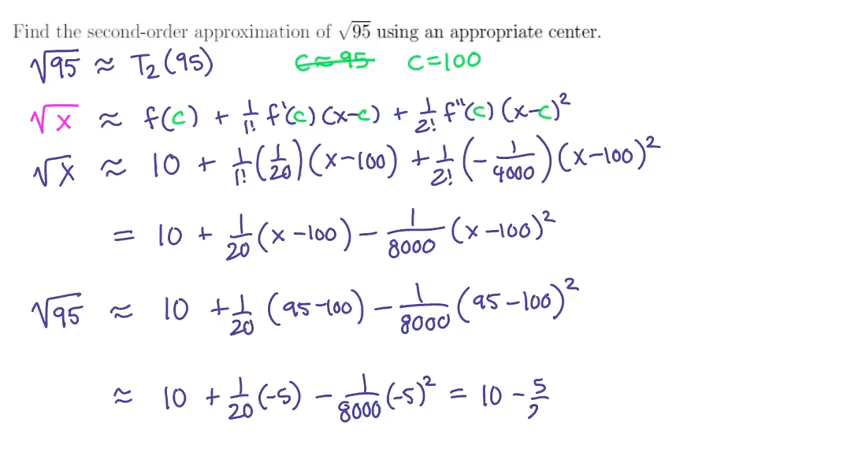 Find the second-order approximation of √95 using an appropriate center.
√95 ≈ T₂(95) c≈95 c=100
√x ≈ f(c) + 1/1! f'(c)(x-c) + 1/2! f''(c)(x-c)²
√x ≈ 10 + 1/1! (1/20)(x-100) + 1/2! (-1/4000)(x-100)²
= 10 + 1/20 (x-100) - 1/8000 (x-100)²
√95 ≈ 10 + 1/20 (95-100) - 1/8000 (95-100)²
≈ 10 + 1/20 (-5) - 1/8000 (-5)² = 10 - 5/2